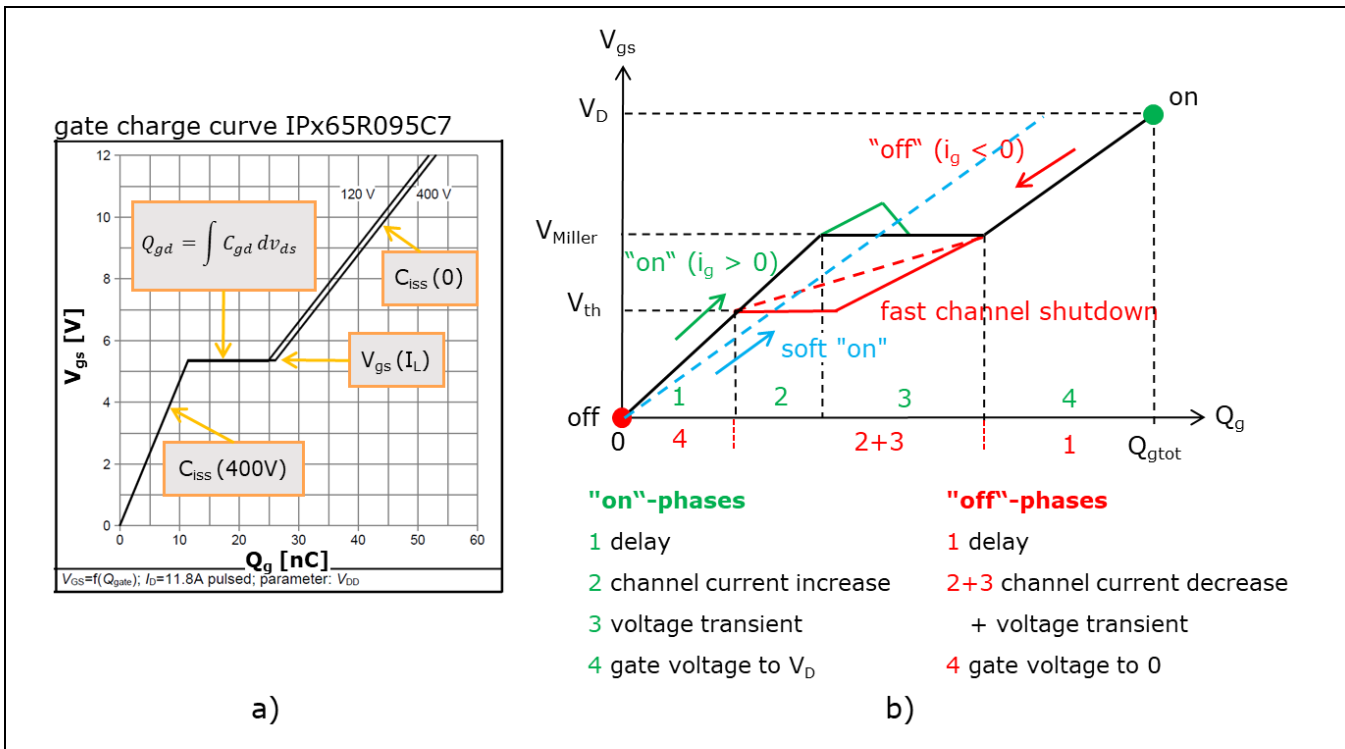 gate charge curve IPx65R095C7
12
10
8
6
4
2
0
V_gs [V]
120 V
400 V
Q_gd = ∫ C_gd dv_ds
C_iss (0)
V_gs (I_L)
C_iss (400V)
0 10 20 30 40 50 60
Q_g [nC]
V_GS=f(Q_gate); I_D=11.8A pulsed; parameter: V_DD
a)
V_gs
V_D
on
"off“ (i_g < 0)
V_Miller
"on“ (i_g > 0)
V_th
fast channel shutdown
soft "on"
off
1 2 3 4
Q_g
0
4 2+3 1
Q_gtot
"on“-phases
1 delay
2 channel current increase
3 voltage transient
4 gate voltage to V_D
"off“-phases
1 delay
2+3 channel current decrease
+ voltage transient
4 gate voltage to 0
b)